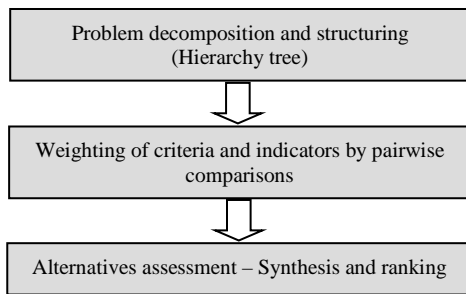 Problem decomposition and structuring
(Hierarchy tree)
Weighting of criteria and indicators by pairwise
comparisons
Alternatives assessment – Synthesis and ranking